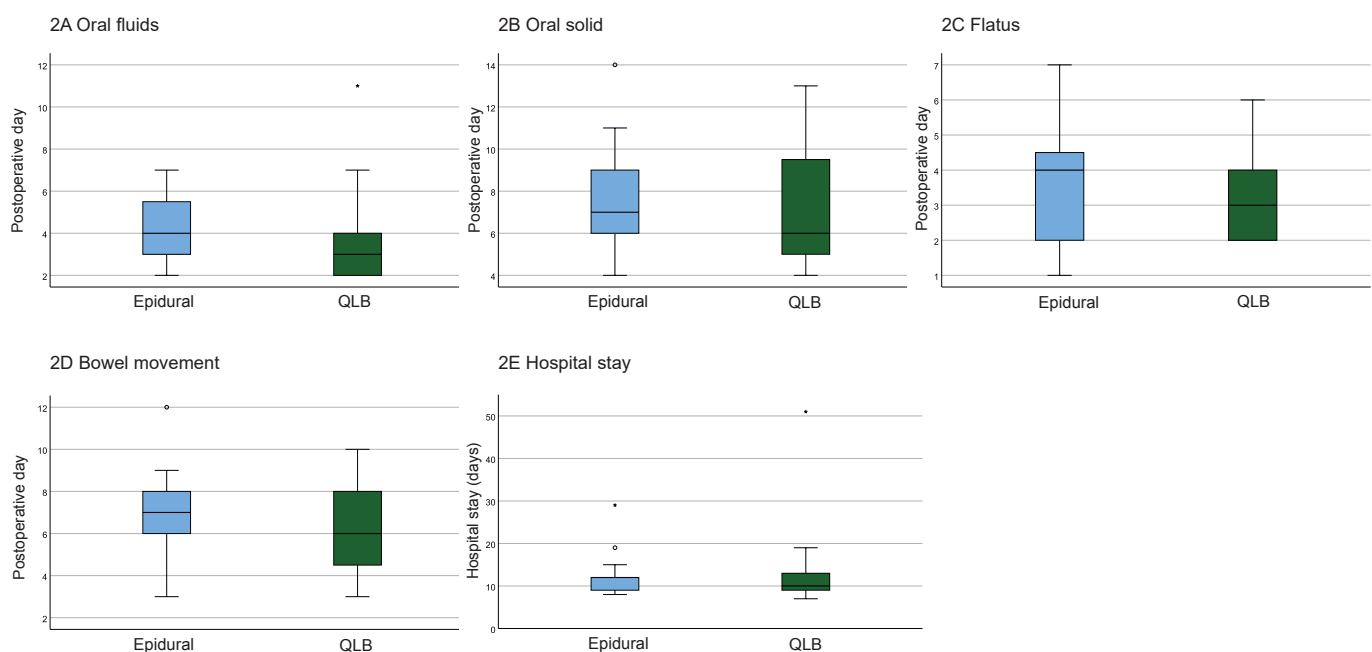 2A Oral fluids
Postoperative day
12
10
8
6
4
2
Epidural
QLB
2B Oral solid
Postoperative day
14
12
10
8
6
4
Epidural
QLB
2C Flatus
Postoperative day
7
6
5
4
3
2
1
Epidural
QLB
2D Bowel movement
Postoperative day
12
10
8
6
4
2
Epidural
QLB
2E Hospital stay
Hospital stay (days)
50
40
30
20
10
0
Epidural
QLB